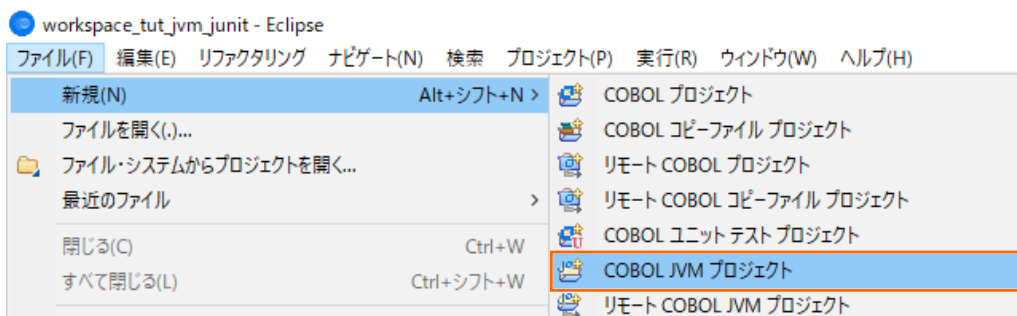 workspace_tut_jvm_junit - Eclipse
ファイル(F) 編集(E) リファクタリング ナビゲート(N) 検索 プロジェクト(P) 実行(R) ウィンドウ(W) ヘルプ(H)
新規(N) Alt+シフト+N >
ファイルを開く(.)...
ファイル・システムからプロジェクトを開く...
最近のファイル >
閉じる(C) Ctrl+W
すべて閉じる(L) Ctrl+シフト+W
COBOL プロジェクト
COBOL コピーファイル プロジェクト
リモート COBOL プロジェクト
リモート COBOL コピーファイル プロジェクト
COBOL ユニット テスト プロジェクト
COBOL JVM プロジェクト
リモート COBOL JVM プロジェクト